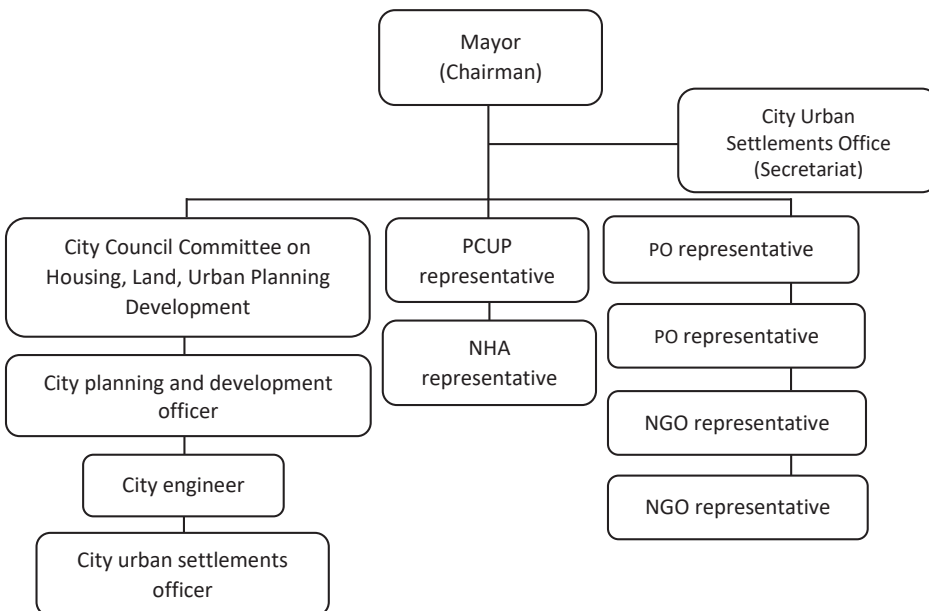 Mayor
(Chairman)
City Urban
Settlements Office
(Secretariat)
City Council Committee on
Housing, Land, Urban Planning
Development
City planning and development
officer
City engineer
City urban settlements
officer
PCUP
representative
NHA
representative
PO representative
PO representative
NGO representative
NGO representative